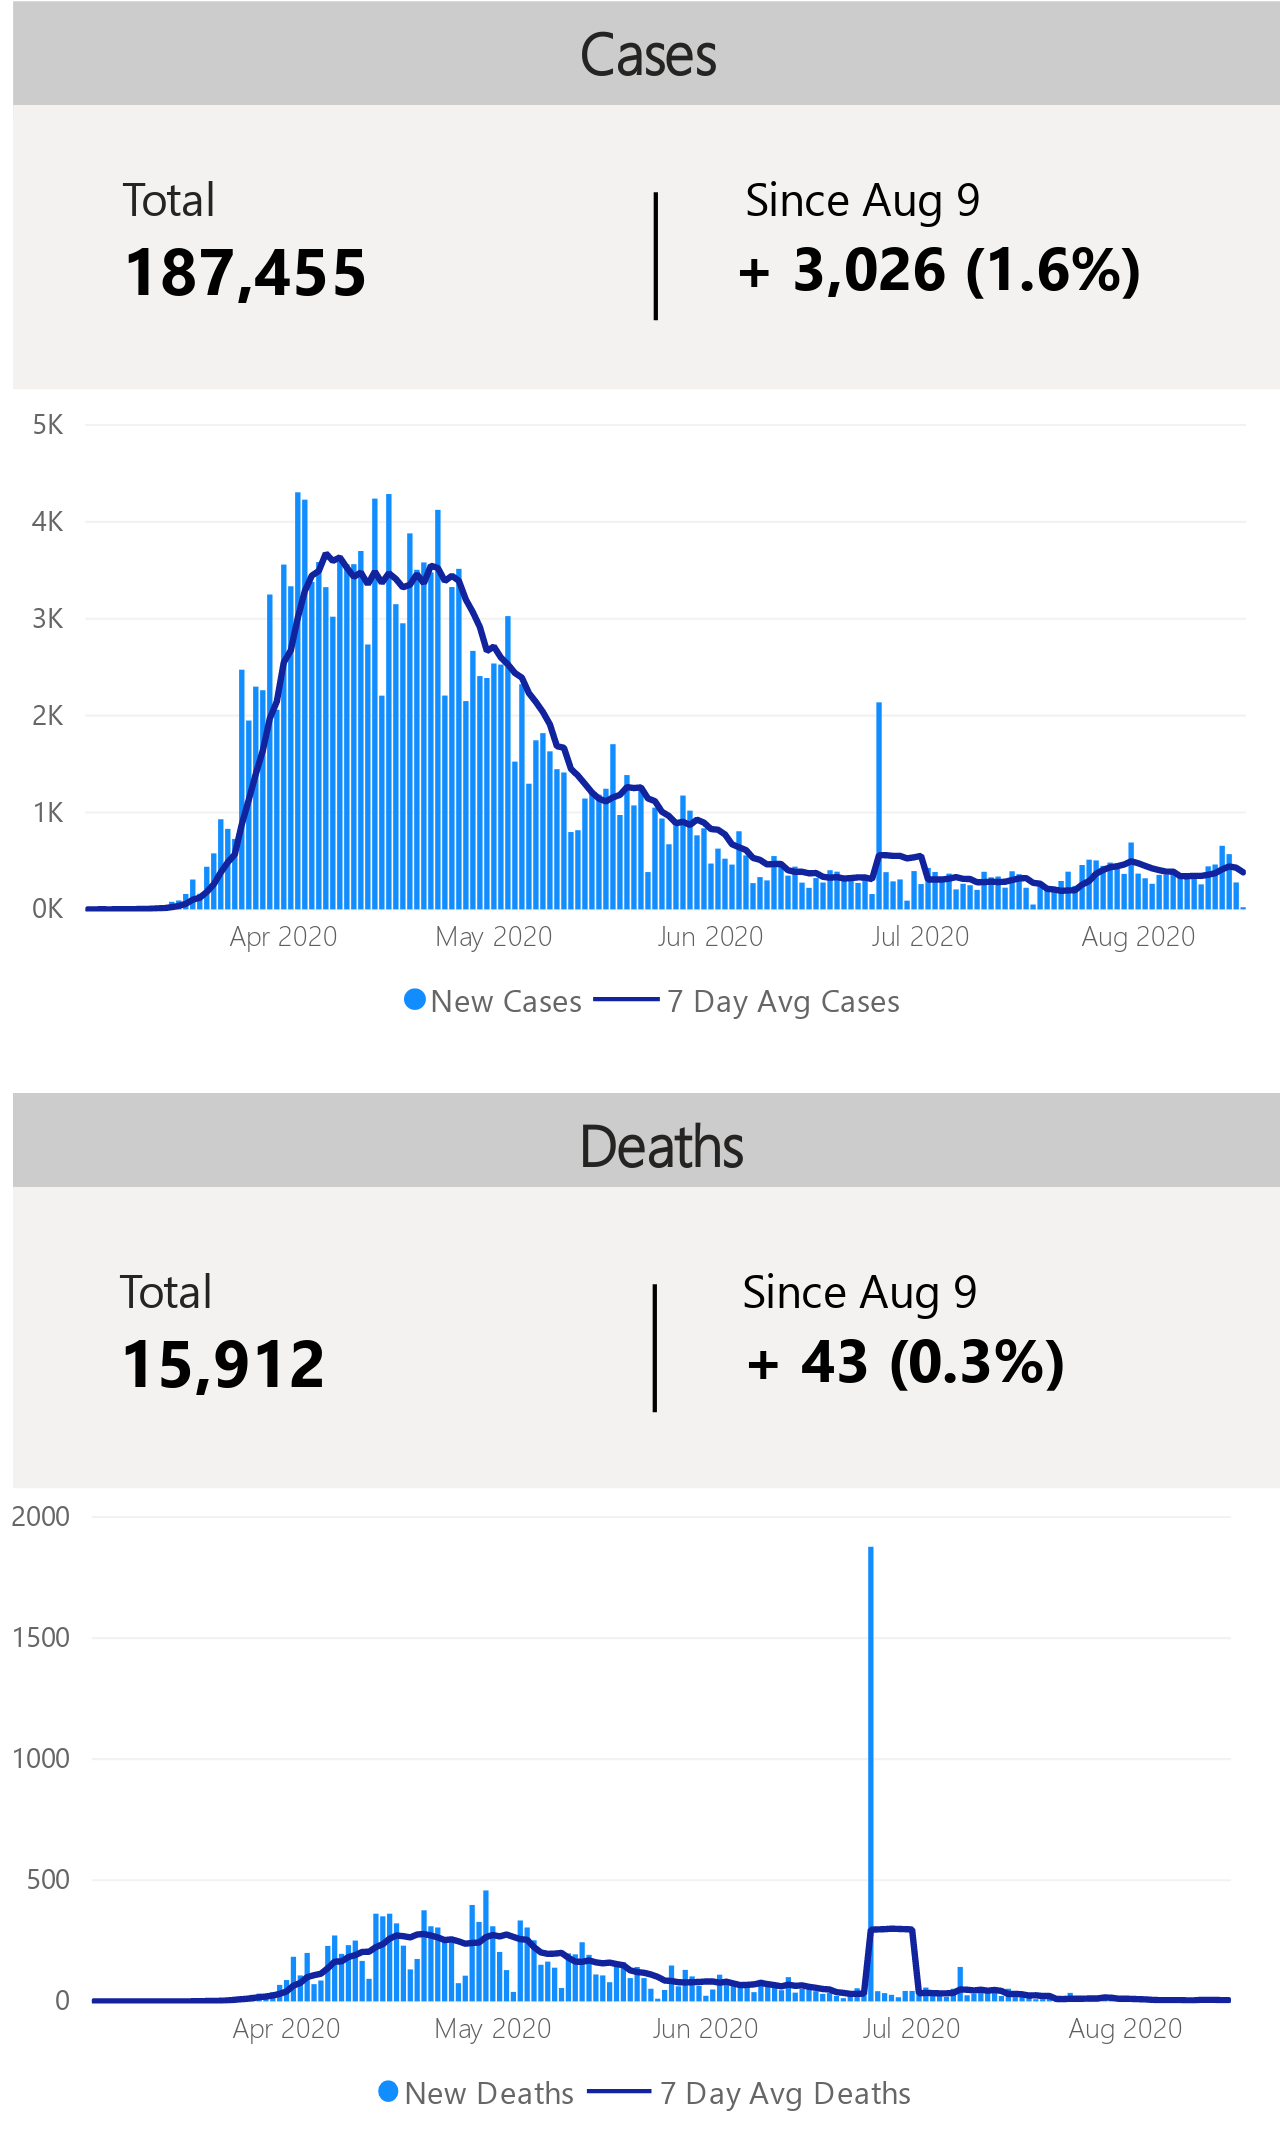 Cases
Total
Since Aug 9
187,455
+ 3,026 (1.6%)
5K
4K
3K
2K
1K
0K
Apr 2020
May 2020
Jun 2020
Jul 2020
Aug 2020
New Cases
7 Day Avg Cases
Deaths
Total
Since Aug 9
15,912
+ 43 (0.3%)
2000
1500
1000
500
0
Apr 2020
May 2020
Jun 2020
Jul 2020
Aug 2020
New Deaths
7 Day Avg Deaths